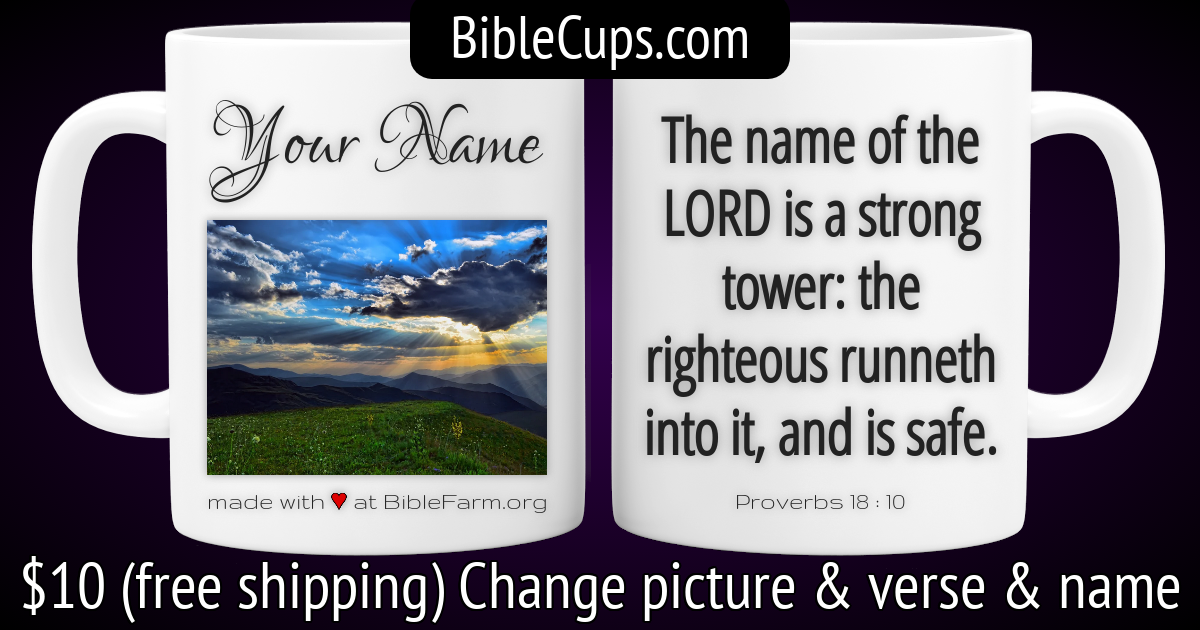 BibleCups.com
Your Name
made with ♥ at BibleFarm.org
The name of the
LORD is a strong
tower: the
righteous runneth
into it, and is safe.
Proverbs 18 : 10
$10 (free shipping) Change picture & verse & name